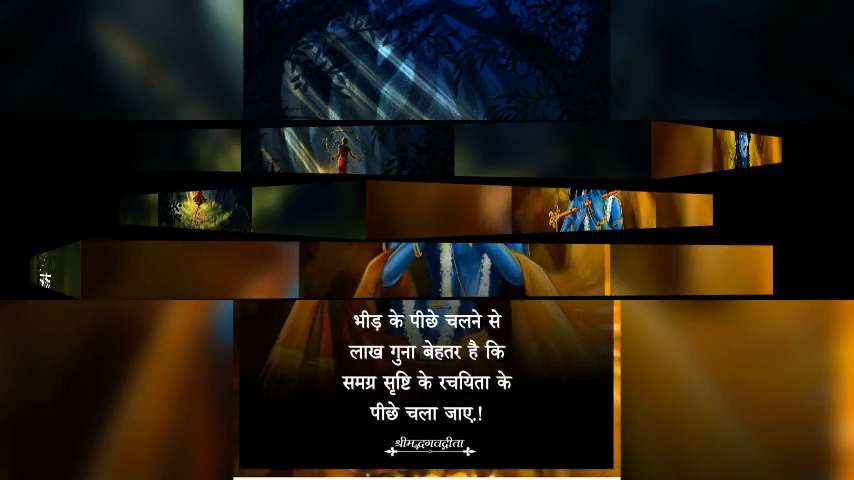 भीड़ के पीछे चलने से
लाख गुना बेहतर है कि
समग्र सृष्टि के रचयिता के
पीछे चला जाए.!
श्रीमद्भगवद्गीता